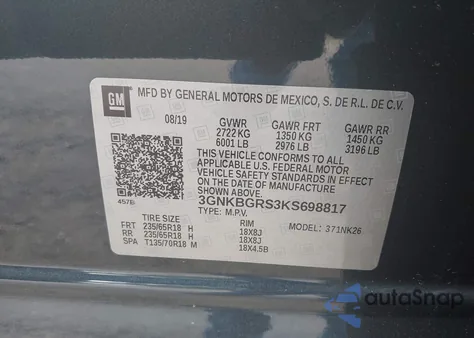 GM
MFD BY GENERAL MOTORS DE MEXICO, S. DE R.L. DE C.V.
08/19 GVWR GAWR FRT GAWR RR
2722 KG 1350 KG 1450 KG
6001 LB 2976 LB 3196 LB
THIS VEHICLE CONFORMS TO ALL
APPLICABLE U.S. FEDERAL MOTOR
VEHICLE SAFETY STANDARDS IN EFFECT
ON THE DATE OF MANUFACTURE SHOWN ABOVE.
3GNKBGRS3KS698817
TYPE: M.P.V. MODEL: 371NK26
TIRE SIZE RIM
FRT 235/65R18 H 18X8J
RR 235/65R18 H 18X8J
SPA T135/70R18 M 18X4.5B
autoSnap